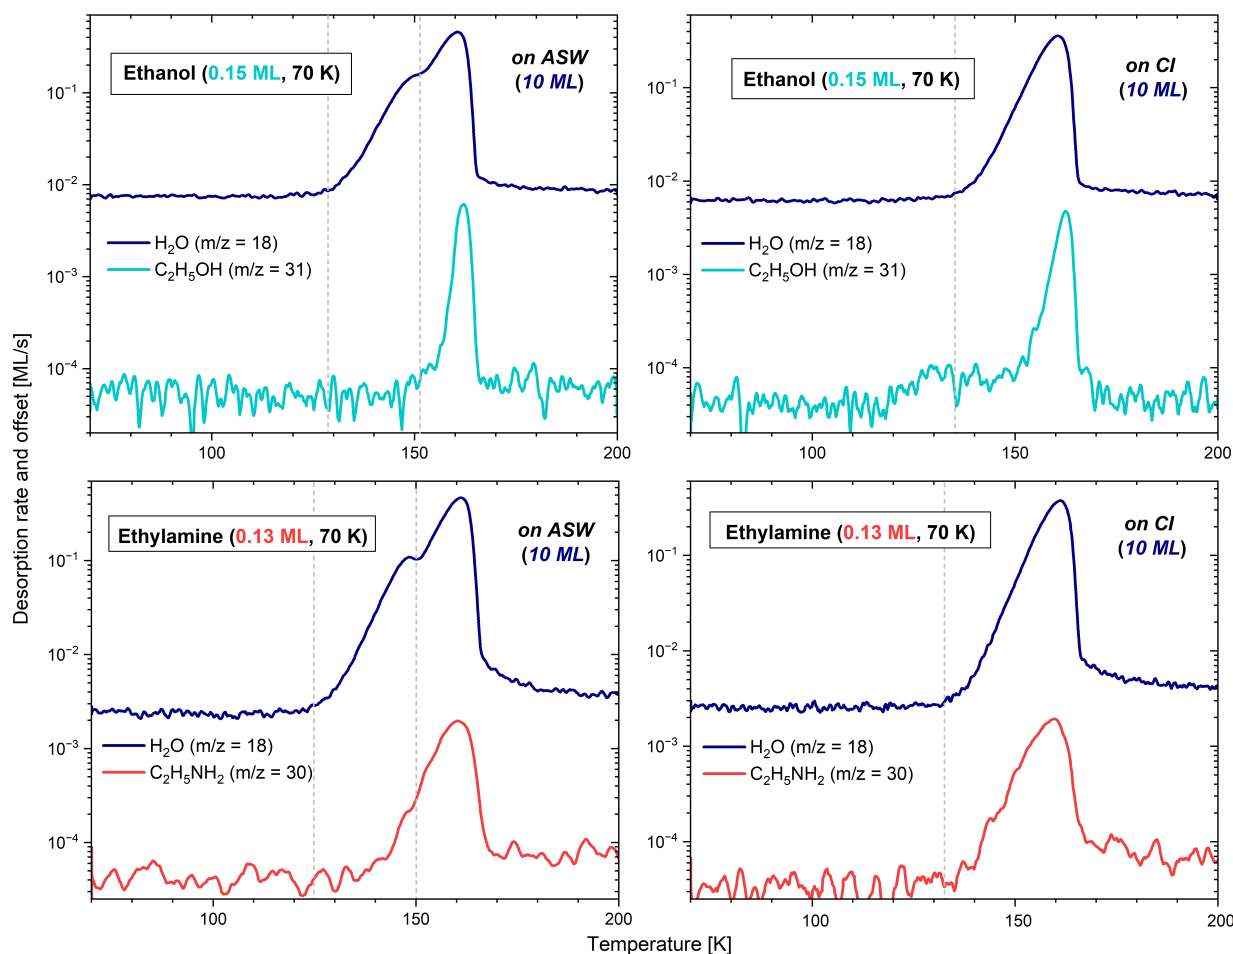 Desorption rate and offset [ML/s]
Ethanol (0.15 ML, 70 K)
on ASW
(10 ML)
10⁻¹
10⁻²
10⁻³
10⁻⁴
H₂O (m/z = 18)
C₂H₅OH (m/z = 31)
100 150 200
Ethanol (0.15 ML, 70 K)
on CI
(10 ML)
10⁻¹
10⁻²
10⁻³
10⁻⁴
H₂O (m/z = 18)
C₂H₅OH (m/z = 31)
100 150 200
Ethylamine (0.13 ML, 70 K)
on ASW
(10 ML)
10⁻¹
10⁻²
10⁻³
10⁻⁴
H₂O (m/z = 18)
C₂H₅NH₂ (m/z = 30)
100 150 200
Ethylamine (0.13 ML, 70 K)
on CI
(10 ML)
10⁻¹
10⁻²
10⁻³
10⁻⁴
H₂O (m/z = 18)
C₂H₅NH₂ (m/z = 30)
100 150 200
Temperature [K]